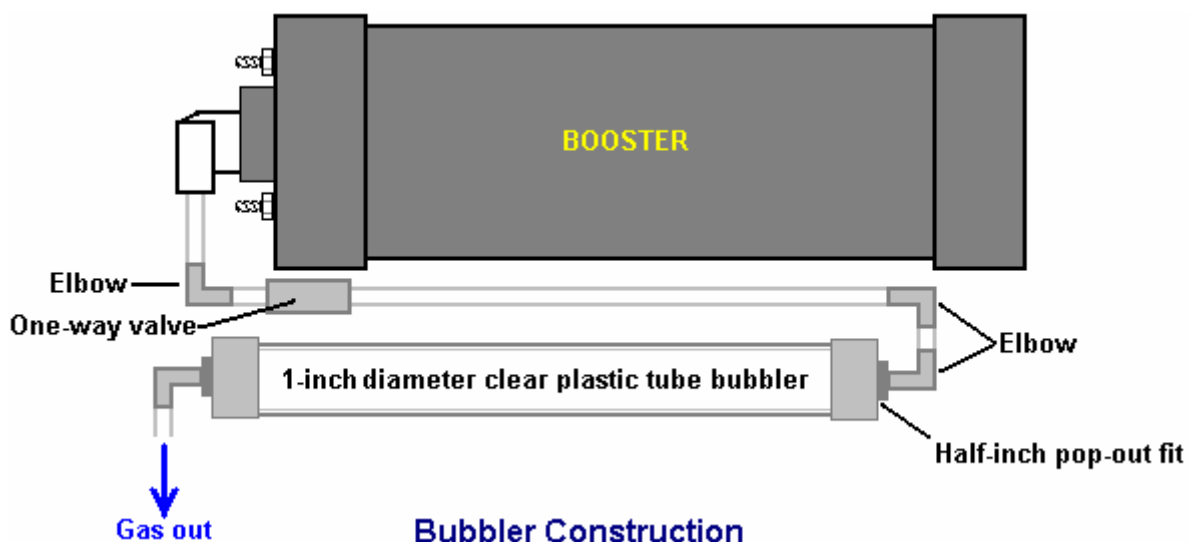 BOOSTER
Elbow
One-way valve
Elbow
1-inch diameter clear plastic tube bubbler
Half-inch pop-out fit
Gas out
Bubbler Construction